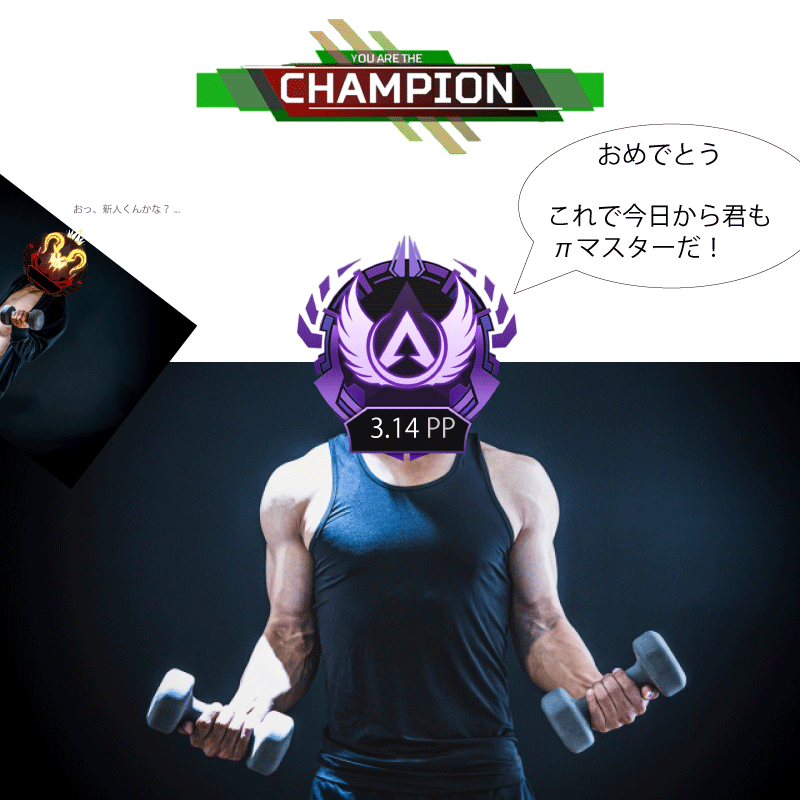 YOU ARE THE
CHAMPION
おめでとう
これで今日から君も
πマスターだ！
おっ、新人くんかな？...
3.14 PP